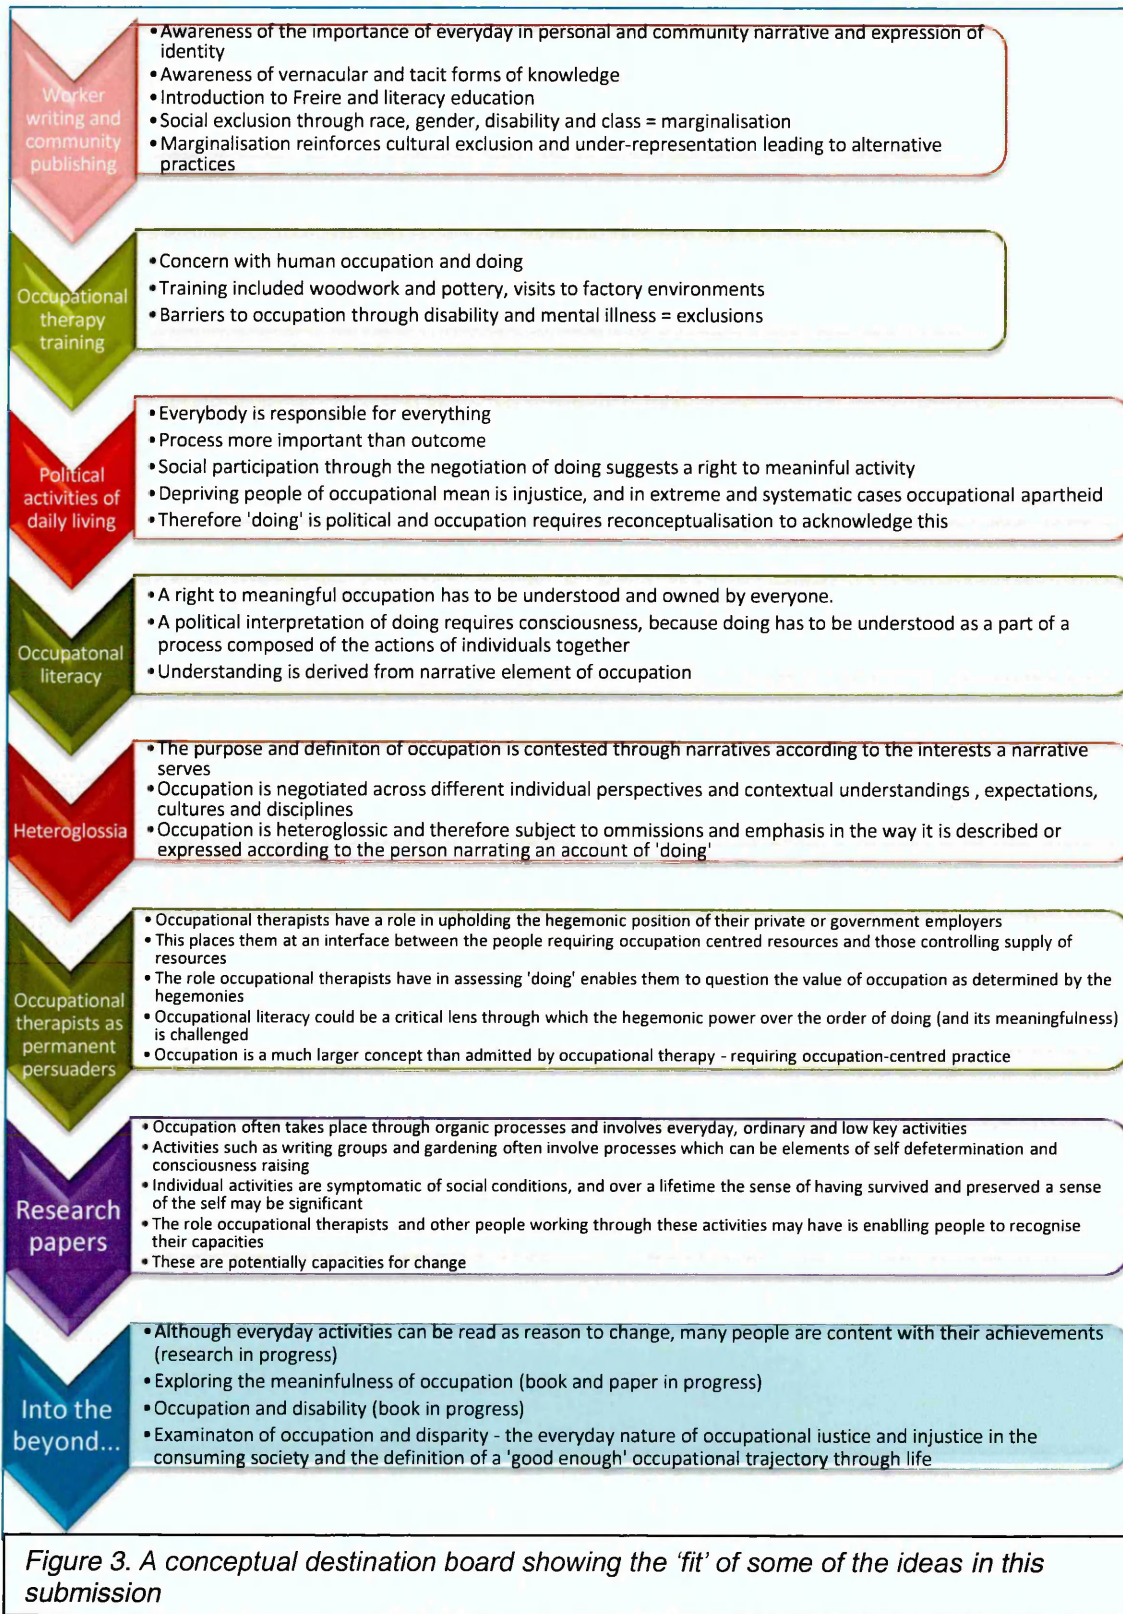 Worker
writing and
community
publishing
•Awareness of the importance of everyday in personal and community narrative and expression of
identity
•Awareness of vernacular and tacit forms of knowledge
•Introduction to Freire and literacy education
•Social exclusion through race, gender, disability and class = marginalisation
•Marginalisation reinforces cultural exclusion and under-representation leading to alternative
practices
Occupational
therapy
training
•Concern with human occupation and doing
•Training included woodwork and pottery, visits to factory environments
•Barriers to occupation through disability and mental illness = exclusions
Political
activities of
daily living
•Everybody is responsible for everything
•Process more important than outcome
•Social participation through the negotiation of doing suggests a right to meaninful activity
•Depriving people of occupational mean is injustice, and in extreme and systematic cases occupational apartheid
•Therefore 'doing' is political and occupation requires reconceptualisation to acknowledge this
Occupatonal
literacy
•A right to meaningful occupation has to be understood and owned by everyone.
•A political interpretation of doing requires consciousness, because doing has to be understood as a part of a
process composed of the actions of individuals together
•Understanding is derived from narrative element of occupation
Heteroglossia
•The purpose and definiton of occupation is contested through narratives according to the interests a narrative
serves
•Occupation is negotiated across different individual perspectives and contextual understandings , expectations,
cultures and disciplines
•Occupation is heteroglossic and therefore subject to ommissions and emphasis in the way it is described or
expressed according to the person narrating an account of 'doing'
Occupational
therapists as
permanent
persuaders
•Occupational therapists have a role in upholding the hegemonic position of their private or government employers
•This places them at an interface between the people requiring occupation centred resources and those controlling supply of
resources
•The role occupational therapists have in assessing 'doing' enables them to question the value of occupation as determined by the
hegemonies
•Occupational literacy could be a critical lens through which the hegemonic power over the order of doing (and its meaningfulness)
is challenged
•Occupation is a much larger concept than admitted by occupational therapy - requiring occupation-centred practice
Research
papers
•Occupation often takes place through organic processes and involves everyday, ordinary and low key activities
•Activities such as writing groups and gardening often involve processes which can be elements of self defetermination and
consciousness raising
•Individual activities are symptomatic of social conditions, and over a lifetime the sense of having survived and preserved a sense
of the self may be significant
•The role occupational therapists and other people working through these activities may have is enablling people to recognise
their capacities
•These are potentially capacities for change
Into the
beyond...
•Although everyday activities can be read as reason to change, many people are content with their achievements
(research in progress)
•Exploring the meaninfulness of occupation (book and paper in progress)
•Occupation and disability (book in progress)
•Examinaton of occupation and disparity - the everyday nature of occupational justice and injustice in the
consuming society and the definition of a 'good enough' occupational trajectory through life
Figure 3. A conceptual destination board showing the 'fit' of some of the ideas in this
submission